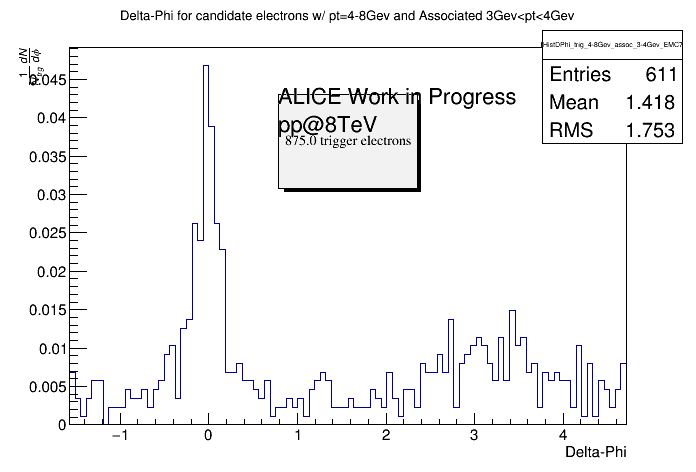 Delta-Phi for candidate electrons w/ pt=4-8Gev and Associated 3Gev<pt<4Gev
HistDPhi_trig_4-8Gev_assoc_3-4Gev_EMC7
Entries 611
Mean 1.418
RMS 1.753
ALICE Work in Progress
pp@8TeV
875.0 trigger electrons
0.045
0.04
0.035
0.03
0.025
0.02
0.015
0.01
0.005
0
−1 0 1 2 3 4
Delta-Phi